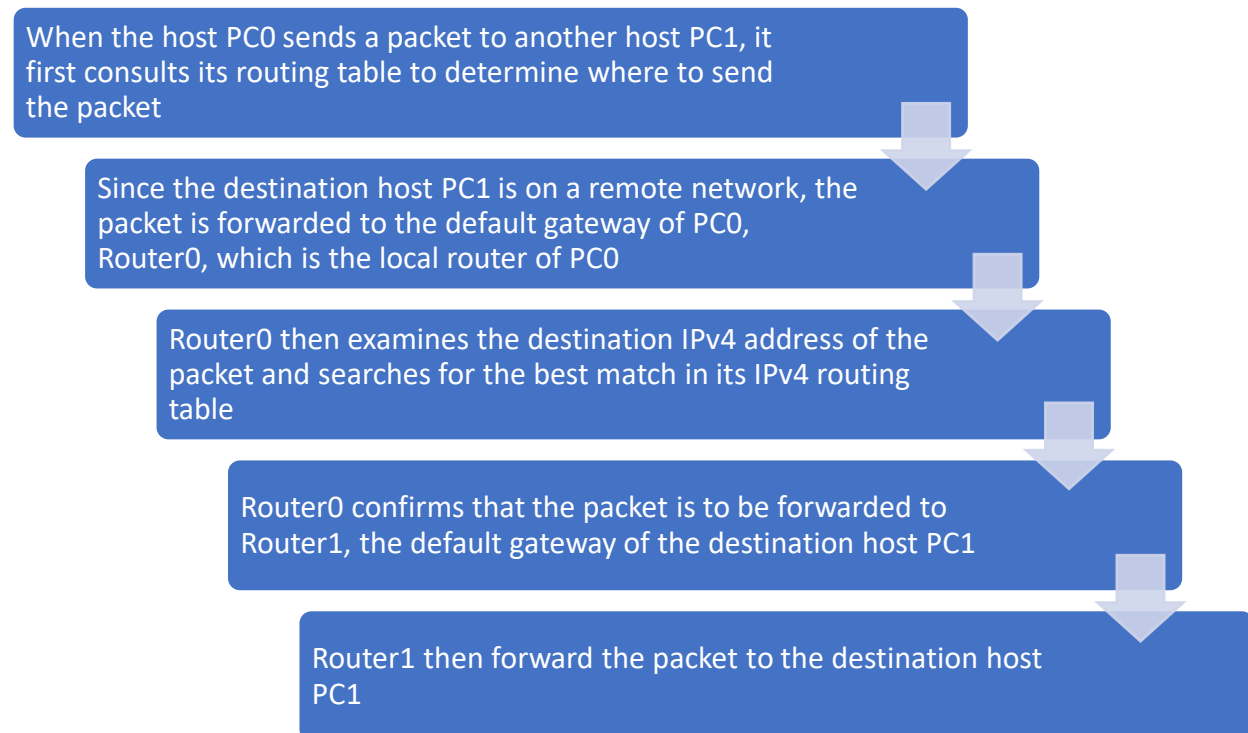 When the host PC0 sends a packet to another host PC1, it
first consults its routing table to determine where to send
the packet
Since the destination host PC1 is on a remote network, the
packet is forwarded to the default gateway of PC0,
Router0, which is the local router of PC0
Router0 then examines the destination IPv4 address of the
packet and searches for the best match in its IPv4 routing
table
Router0 confirms that the packet is to be forwarded to
Router1, the default gateway of the destination host PC1
Router1 then forward the packet to the destination host
PC1